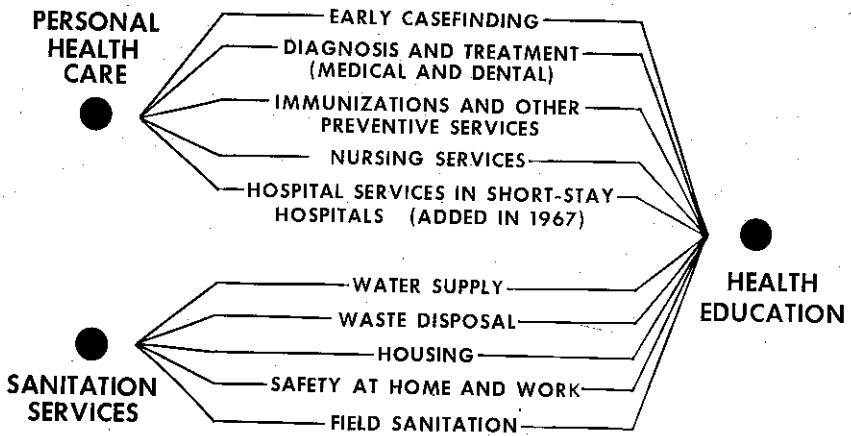 PERSONAL
HEALTH
CARE
EARLY CASEFINDING
DIAGNOSIS AND TREATMENT
(MEDICAL AND DENTAL)
IMMUNIZATIONS AND OTHER
PREVENTIVE SERVICES
NURSING SERVICES
HOSPITAL SERVICES IN SHORT-STAY
HOSPITALS (ADDED IN 1967)
WATER SUPPLY
WASTE DISPOSAL
HOUSING
SAFETY AT HOME AND WORK
FIELD SANITATION
SANITATION
SERVICES
HEALTH
EDUCATION